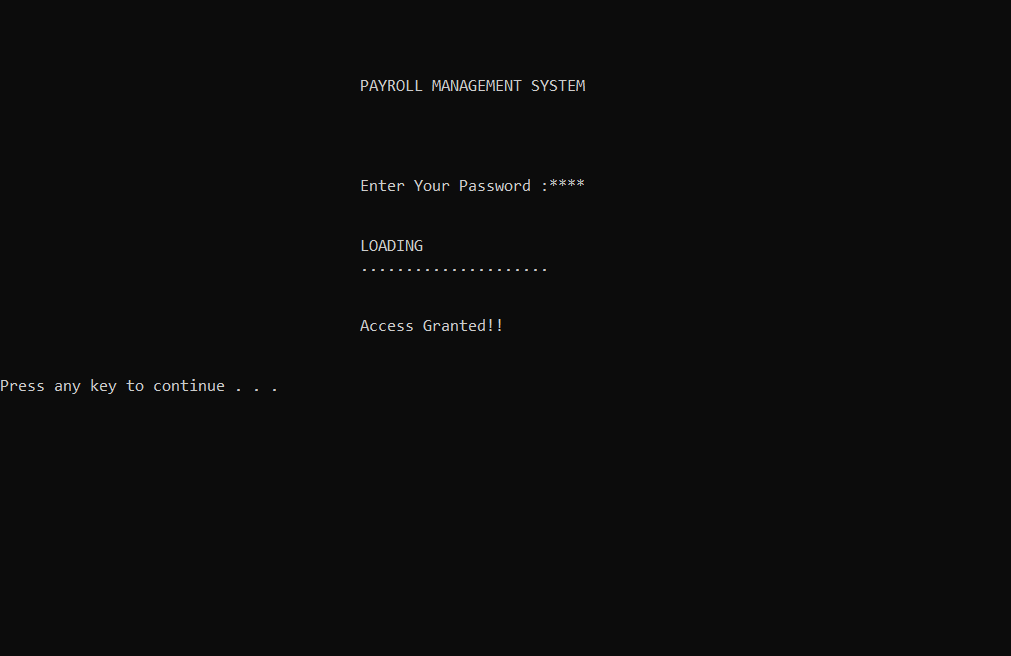 PAYROLL MANAGEMENT SYSTEM
Enter Your Password :****
LOADING
.....................
Access Granted!!
Press any key to continue . . .